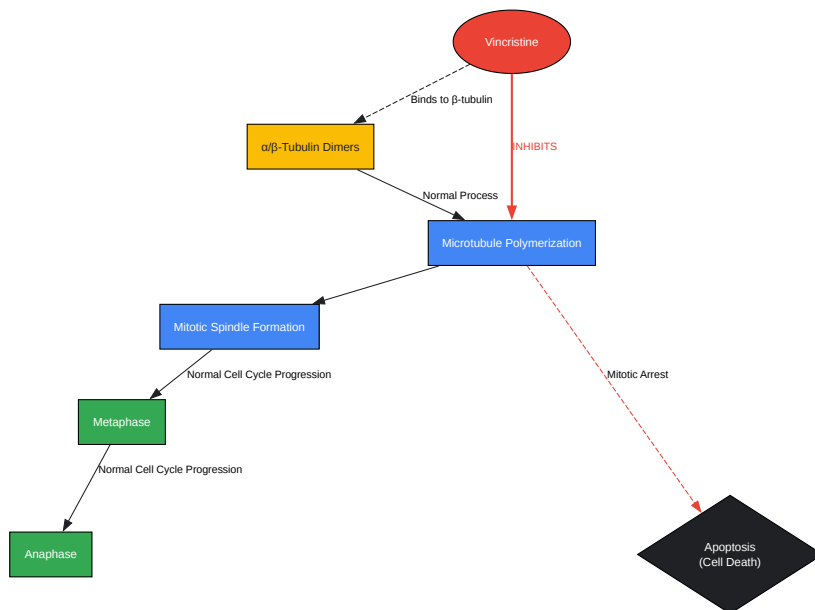 Vincristine
Binds to β-tubulin
α/β-Tubulin Dimers
INHIBITS
Normal Process
Microtubule Polymerization
Mitotic Spindle Formation
Normal Cell Cycle Progression
Mitotic Arrest
Metaphase
Normal Cell Cycle Progression
Anaphase
Apoptosis
(Cell Death)